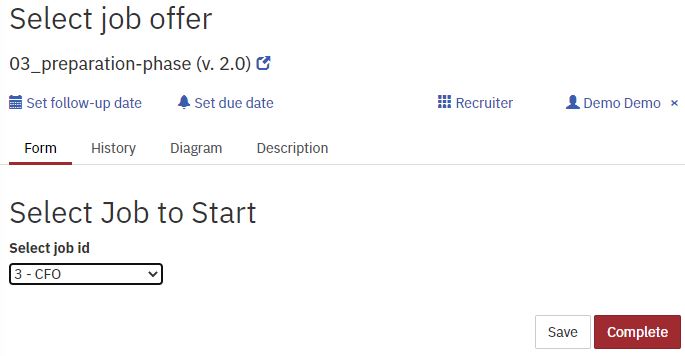 Select job offer
03_preparation-phase (v. 2.0)
Set follow-up date Set due date Recruiter Demo Demo ×
Form History Diagram Description
Select Job to Start
Select job id
3 - CFO
Save Complete